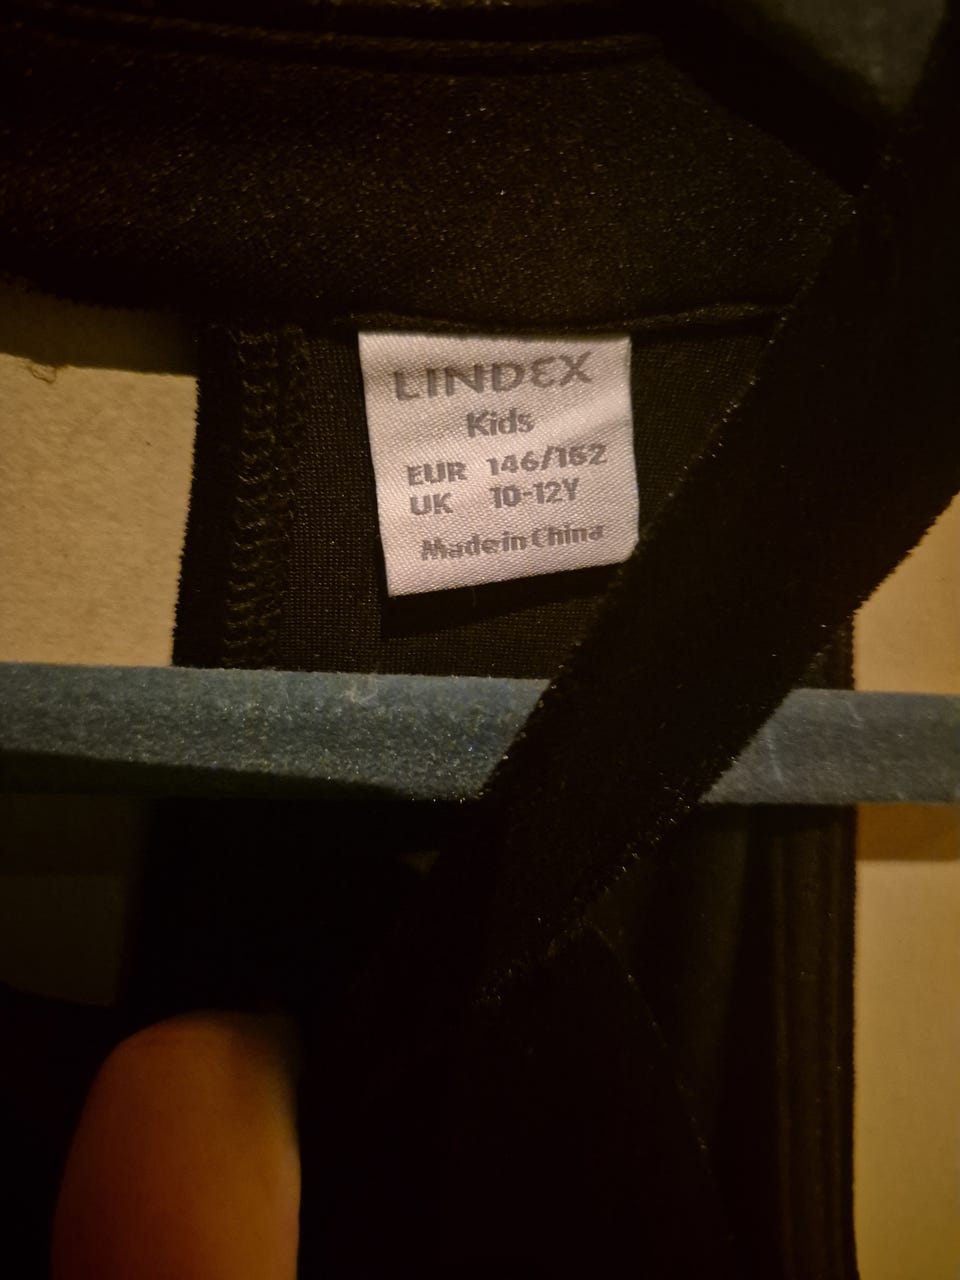 LINDEX
Kids
EUR 146/152
UK 10-12Y
Made in China